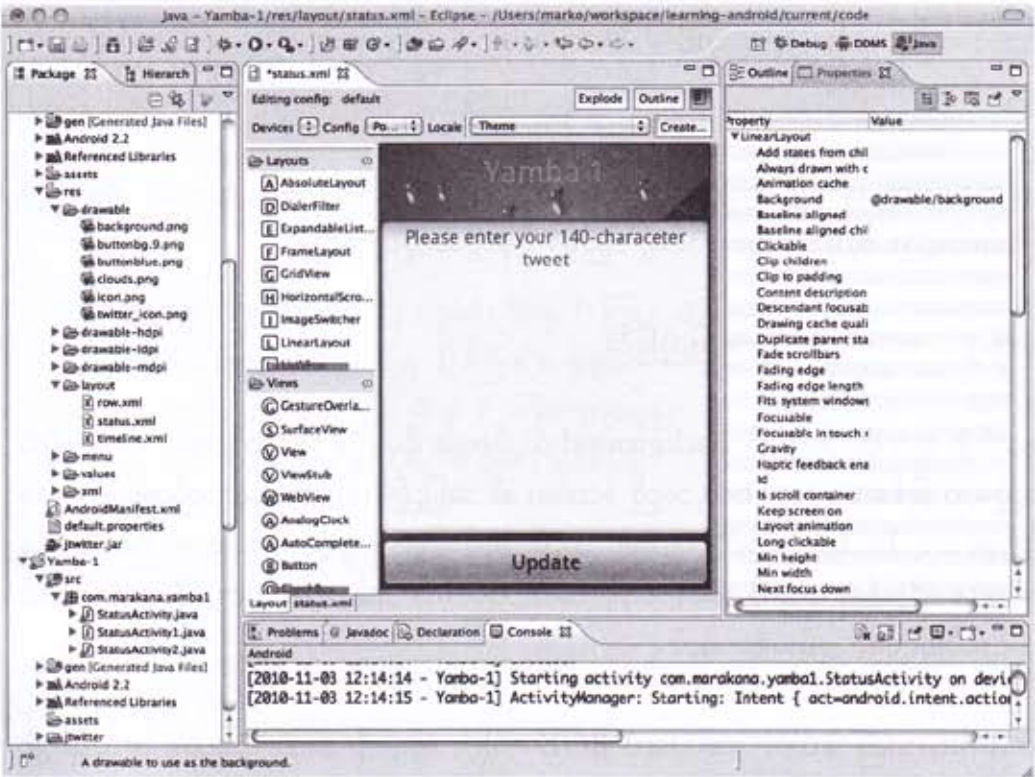 Java - Yamba-1/res/layout/status.xml - Eclipse - /Users/marko/workspace/learning-android/current/code
Debug DDMS Java
Package Hierarch
gen [Generated Java Files]
Android 2.2
Referenced Libraries
assets
res
drawable
background.png
buttonbg.9.png
buttonblue.png
clouds.png
icon.png
twitter_icon.png
drawable-hdpi
drawable-ldpi
drawable-mdpi
layout
row.xml
status.xml
timeline.xml
menu
values
xml
AndroidManifest.xml
default.properties
jtwitter.jar
Yamba-1
src
com.marakana.yamba1
StatusActivity.java
StatusActivity1.java
StatusActivity2.java
gen [Generated Java Files]
Android 2.2
Referenced Libraries
assets
jtwitter
*status.xml
Editing config: default
Explode Outline
Devices Config Po... Locale Theme Create...
Layouts
AbsoluteLayout
DialerFilter
ExpandableList...
FrameLayout
GridView
HorizontalScro...
ImageSwitcher
LinearLayout
Views
GestureOverla...
SurfaceView
View
ViewStub
WebView
AnalogClock
AutoComplete...
Button
Layout status.xml
Yamba 1
Please enter your 140-characeter
tweet
Update
Outline Properties
Property Value
LinearLayout
Add states from chil
Always drawn with c
Animation cache
Background @drawable/background
Baseline aligned
Baseline aligned chil
Clickable
Clip children
Clip to padding
Content description
Descendant focusab
Drawing cache quali
Duplicate parent sta
Fade scrollbars
Fading edge
Fading edge length
Fits system windows
Focusable
Focusable in touch
Gravity
Haptic feedback ena
Id
Is scroll container
Keep screen on
Layout animation
Long clickable
Min height
Min width
Next focus down
Problems Javadoc Declaration Console
Android
[2010-11-03 12:14:14 - Yamba-1] Starting activity com.marakana.yamba1.StatusActivity on devi
[2010-11-03 12:14:15 - Yamba-1] ActivityManager: Starting: Intent { act=android.intent.action
A drawable to use as the background.